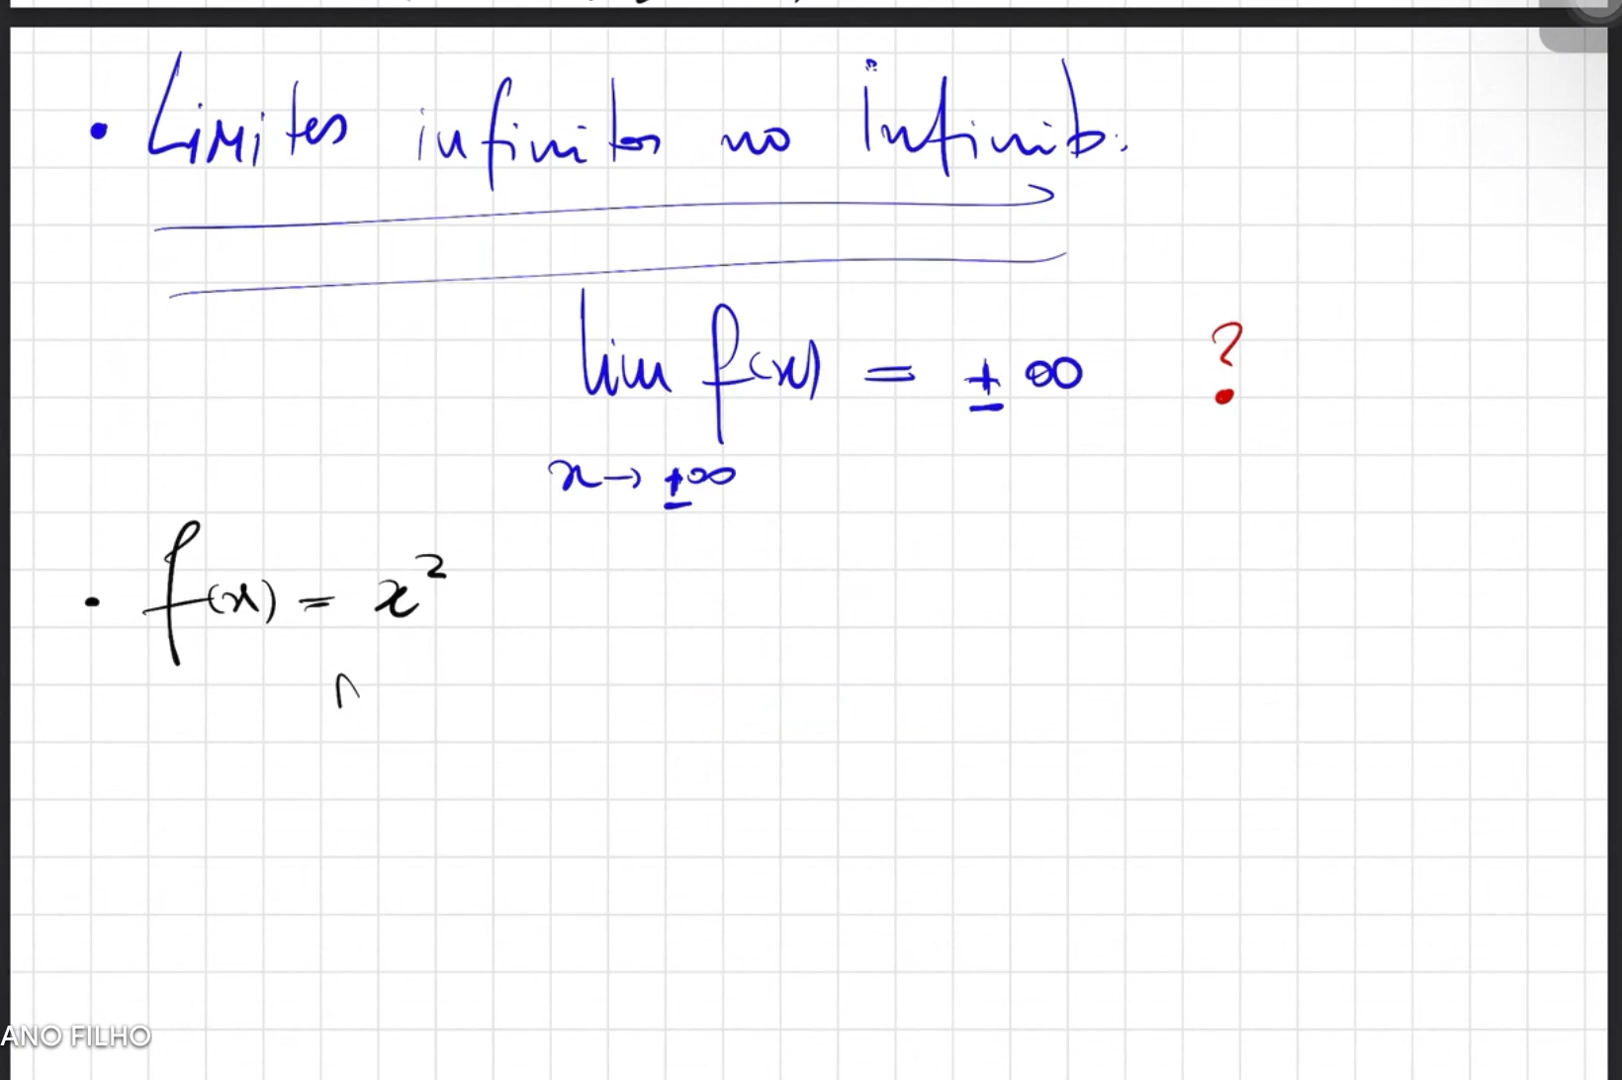 • Limites infinitos no Infinito.
lim f(x) = ± ∞ ?
x → ±∞
• f(x) = x²
ANO FILHO